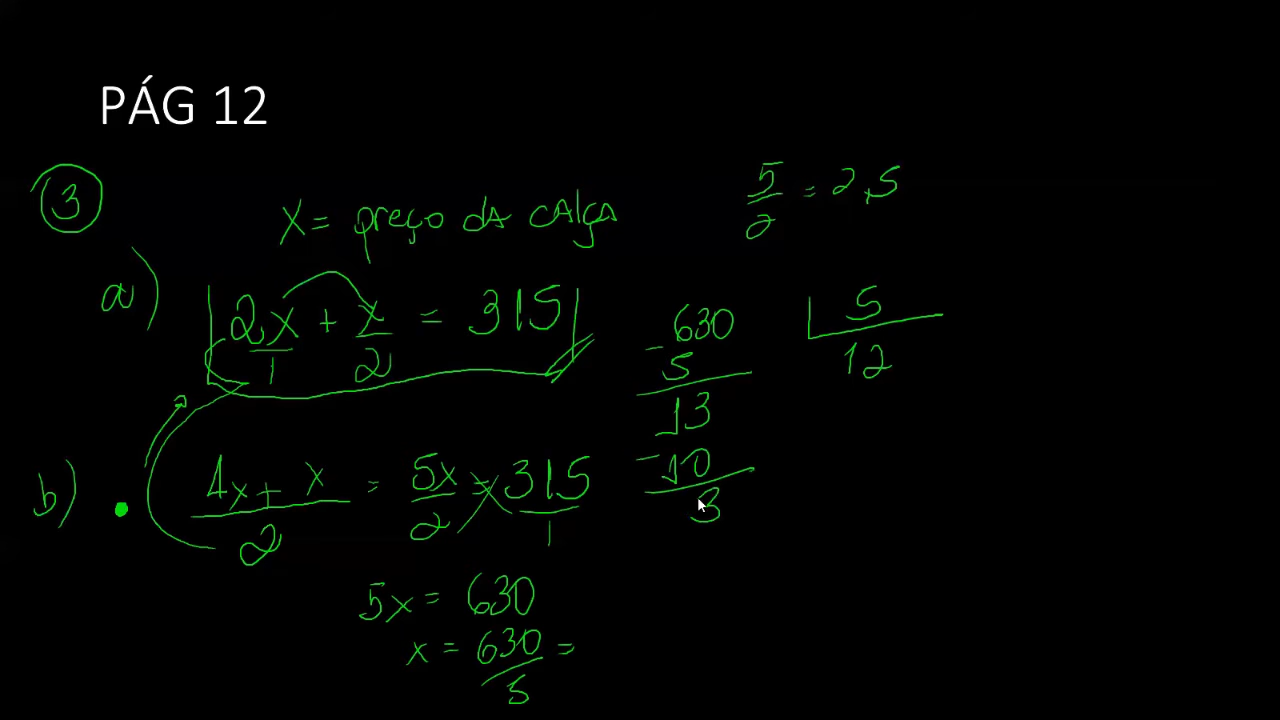 PÁG 12
3
x = preço da calça
5/2 = 2,5
a) 2x/1 + x/2 = 315
630 | 5
- 5 12
13
- 10
3
b) 4x + x/2 = 5x/2 = 315/1
5x = 630
x = 630/5 =